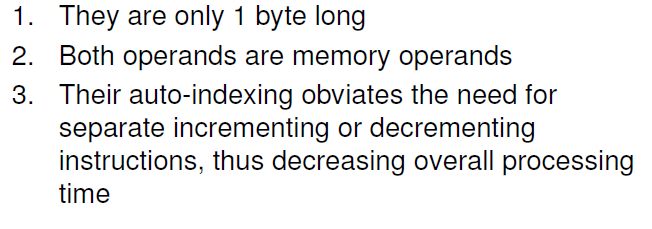 1. They are only 1 byte long
2. Both operands are memory operands
3. Their auto-indexing obviates the need for
separate incrementing or decrementing
instructions, thus decreasing overall processing
time